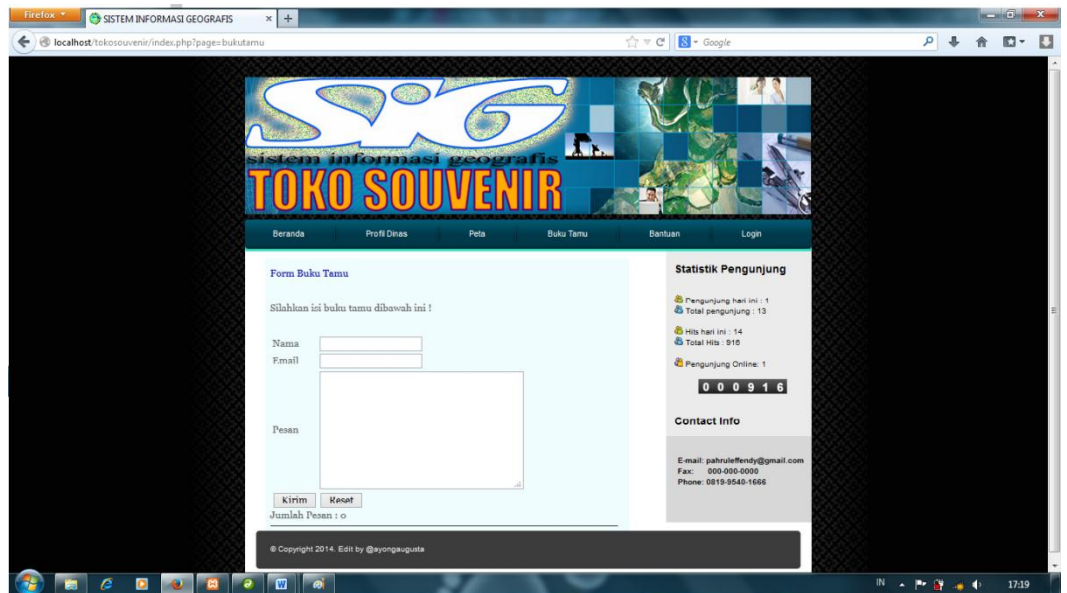 Firefox
SISTEM INFORMASI GEOGRAFIS
localhost/tokosouvenir/index.php?page=bukutamu
Google
SIG
sistem informasi geografis
TOKO SOUVENIR
Beranda Profil Dinas Peta Buku Tamu Bantuan Login
Form Buku Tamu
Silahkan isi buku tamu dibawah ini !
Nama
Email
Pesan
Kirim Reset
Jumlah Pesan : 0
Statistik Pengunjung
Pengunjung hari ini : 1
Total pengunjung : 13
Hits hari ini : 14
Total Hits : 916
Pengunjung Online: 1
0 0 0 9 1 6
Contact Info
E-mail: pahruleffendy@gmail.com
Fax: 000-000-0000
Phone: 0819-9540-1666
© Copyright 2014. Edit by @ayongaugusta
IN 17:19